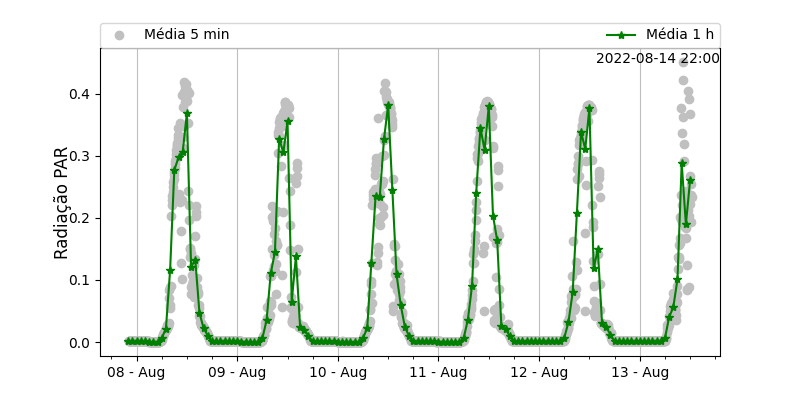 Média 5 min
Média 1 h
2022-08-14 22:00
Radiação PAR
0.4
0.3
0.2
0.1
0.0
08 - Aug
09 - Aug
10 - Aug
11 - Aug
12 - Aug
13 - Aug